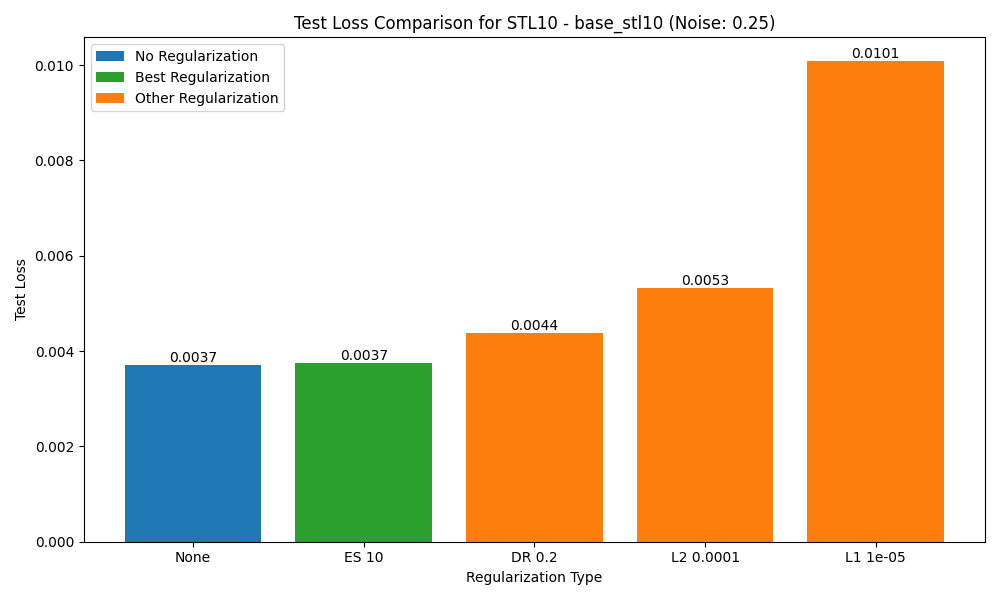 Test Loss Comparison for STL10 - base_stl10 (Noise: 0.25)
No Regularization
Best Regularization
Other Regularization
Test Loss
0.010
0.008
0.006
0.004
0.002
0.000
0.0037
0.0037
0.0044
0.0053
0.0101
None
ES 10
DR 0.2
L2 0.0001
L1 1e-05
Regularization Type